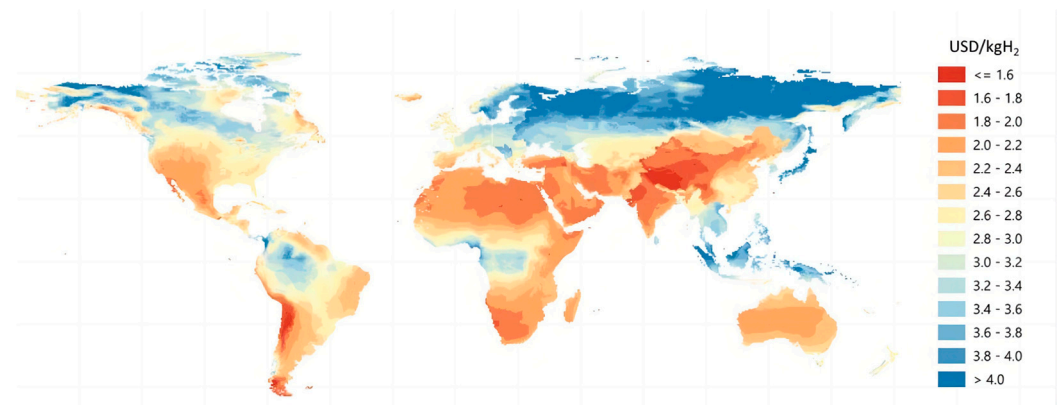 USD/kgH₂
<= 1.6
1.6 - 1.8
1.8 - 2.0
2.0 - 2.2
2.2 - 2.4
2.4 - 2.6
2.6 - 2.8
2.8 - 3.0
3.0 - 3.2
3.2 - 3.4
3.4 - 3.6
3.6 - 3.8
3.8 - 4.0
> 4.0